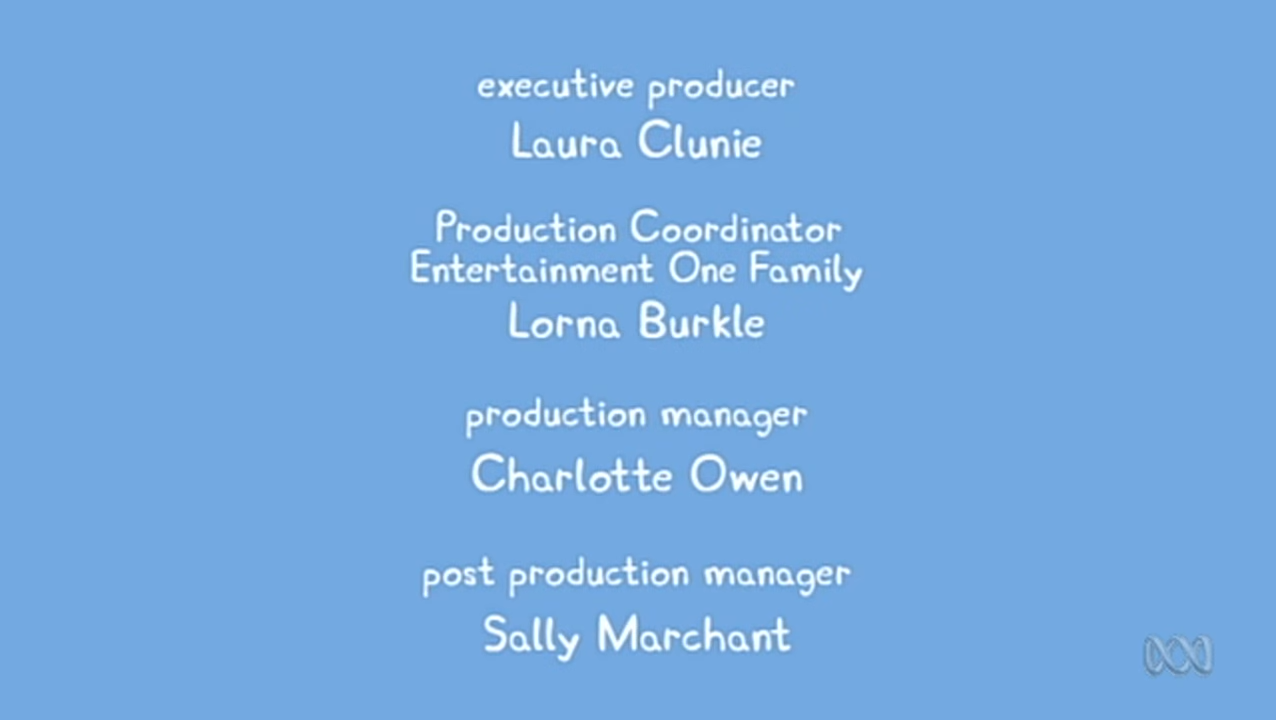 executive producer
Laura Clunie
Production Coordinator
Entertainment One Family
Lorna Burkle
production manager
Charlotte Owen
post production manager
Sally Marchant